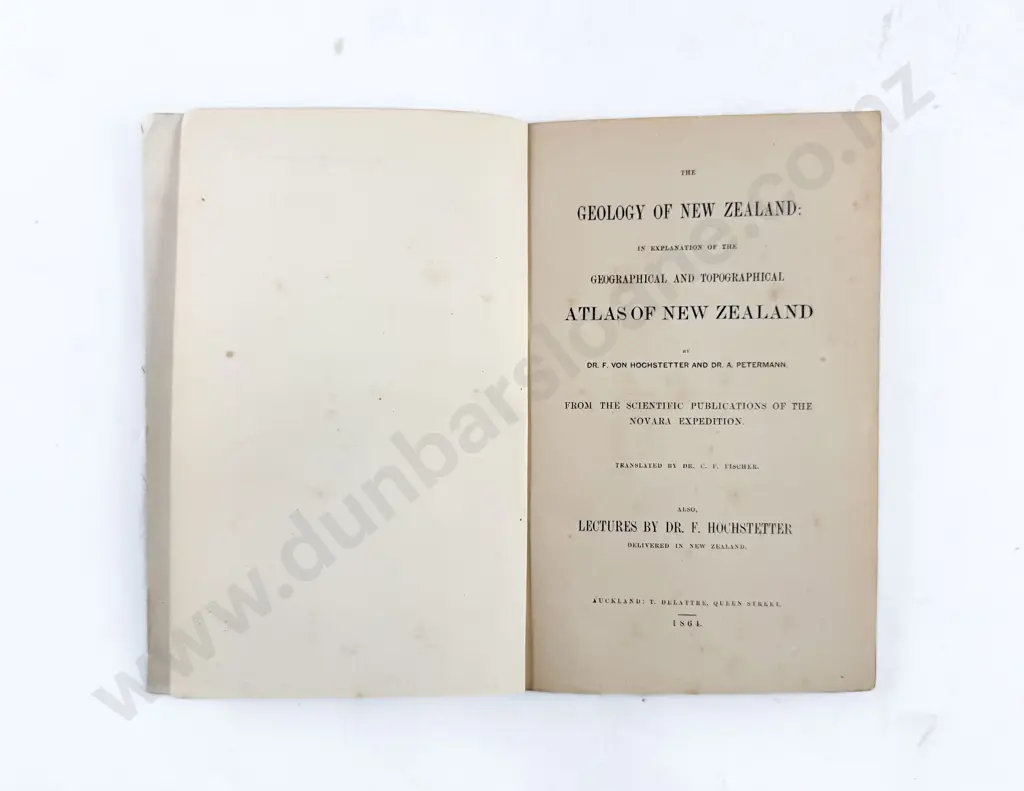 THE
GEOLOGY OF NEW ZEALAND:
IN EXPLANATION OF THE
GEOGRAPHICAL AND TOPOGRAPHICAL
ATLAS OF NEW ZEALAND
BY
DR. F. VON HOCHSTETTER AND DR. A. PETERMANN.
FROM THE SCIENTIFIC PUBLICATIONS OF THE
NOVARA EXPEDITION.
TRANSLATED BY DR. C. F. FISCHER.
ALSO,
LECTURES BY DR. F. HOCHSTETTER
DELIVERED IN NEW ZEALAND.
AUCKLAND: T. DELATTRE, QUEEN STREET.
1864.
www.dunbarsloane.co.nz